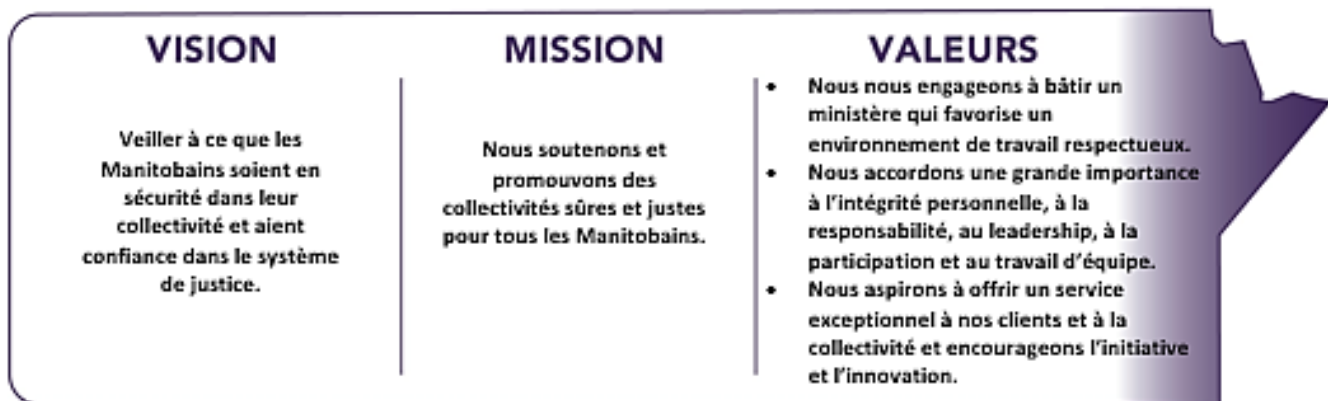 VISION
Veiller à ce que les
Manitobains soient en
sécurité dans leur
collectivité et aient
confiance dans le système
de justice.
MISSION
Nous soutenons et
promouvons des
collectivités sûres et justes
pour tous les Manitobains.
VALEURS
• Nous nous engageons à bâtir un
ministère qui favorise un
environnement de travail respectueux.
• Nous accordons une grande importance
à l'intégrité personnelle, à la
responsabilité, au leadership, à la
participation et au travail d'équipe.
• Nous aspirons à offrir un service
exceptionnel à nos clients et à la
collectivité et encourageons l'initiative
et l'innovation.